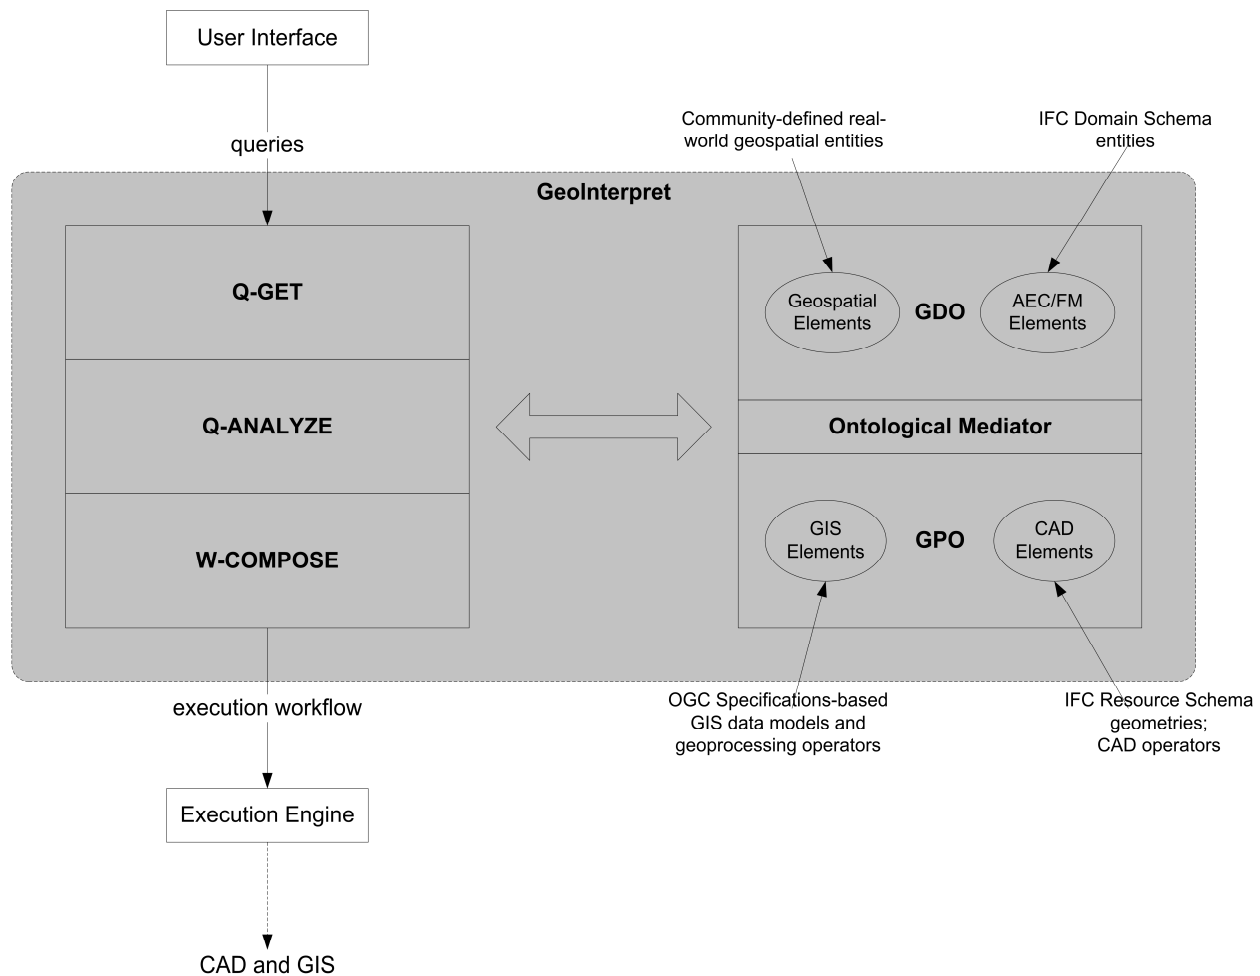 User Interface
queries
Community-defined real-
world geospatial entities
IFC Domain Schema
entities
GeoInterpret
Q-GET
Q-ANALYZE
W-COMPOSE
Geospatial
Elements
GDO
AEC/FM
Elements
Ontological Mediator
GIS
Elements
GPO
CAD
Elements
execution workflow
OGC Specifications-based
GIS data models and
geoprocessing operators
IFC Resource Schema
geometries;
CAD operators
Execution Engine
CAD and GIS